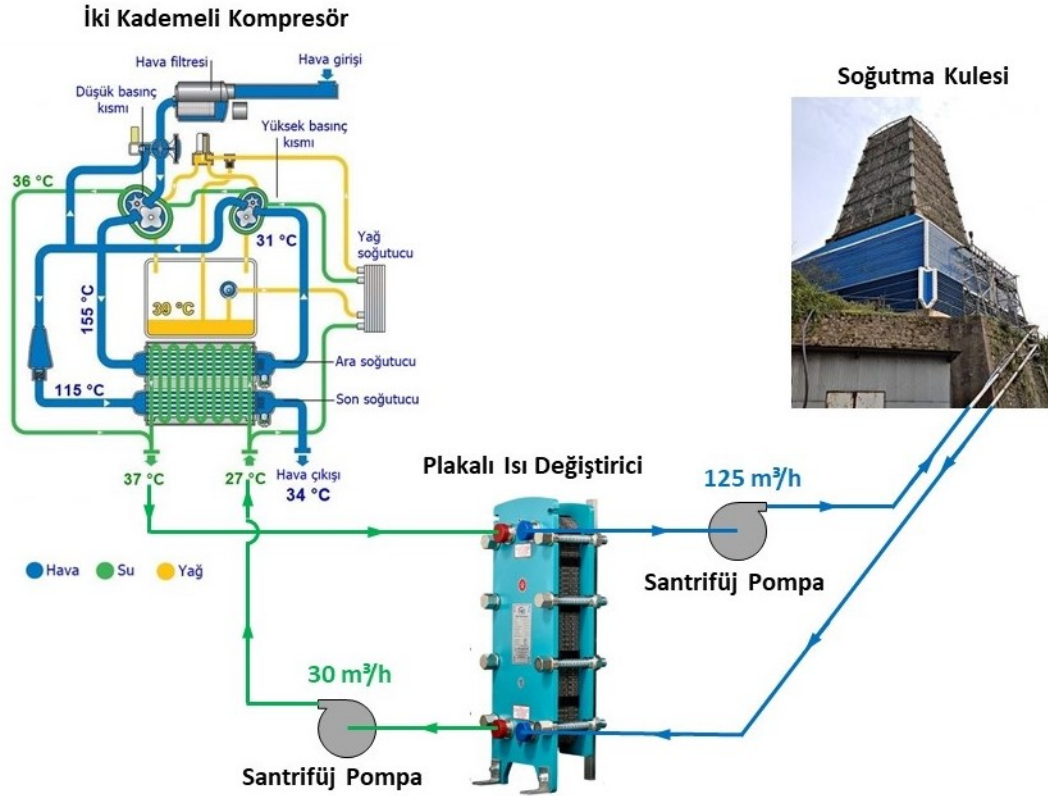 İki Kademeli Kompresör
Hava filtresi
Hava girişi
Düşük basınç
kısmı
Yüksek basınç
kısmı
Soğutma Kulesi
36 °C
31 °C
Yağ
soğutucu
39 °C
155 °C
Ara soğutucu
115 °C
Son soğutucu
37 °C
27 °C
Hava çıkışı
34 °C
Plakalı Isı Değiştirici
125 m³/h
Hava
Su
Yağ
Santrifüj Pompa
30 m³/h
Santrifüj Pompa